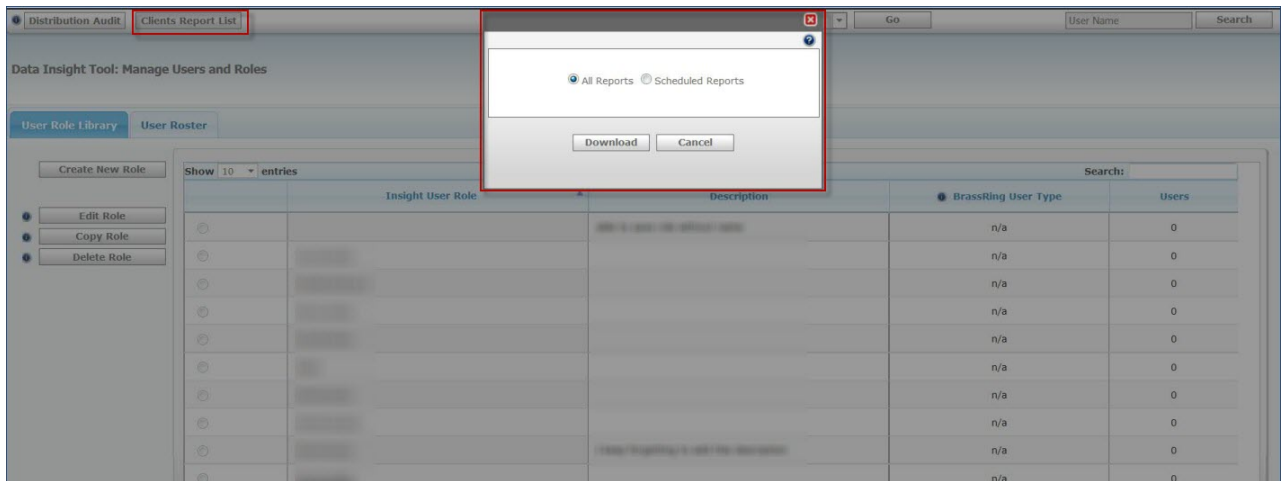 Distribution Audit Clients Report List Go User Name Search
Data Insight Tool: Manage Users and Roles
All Reports Scheduled Reports
Download Cancel
User Role Library User Roster
Create New Role
Edit Role
Copy Role
Delete Role
Show 10 entries Search:
Insight User Role Description BrassRing User Type Users
n/a 0
n/a 0
n/a 0
n/a 0
n/a 0
n/a 0
n/a 0
n/a 0
n/a 0
n/a 0